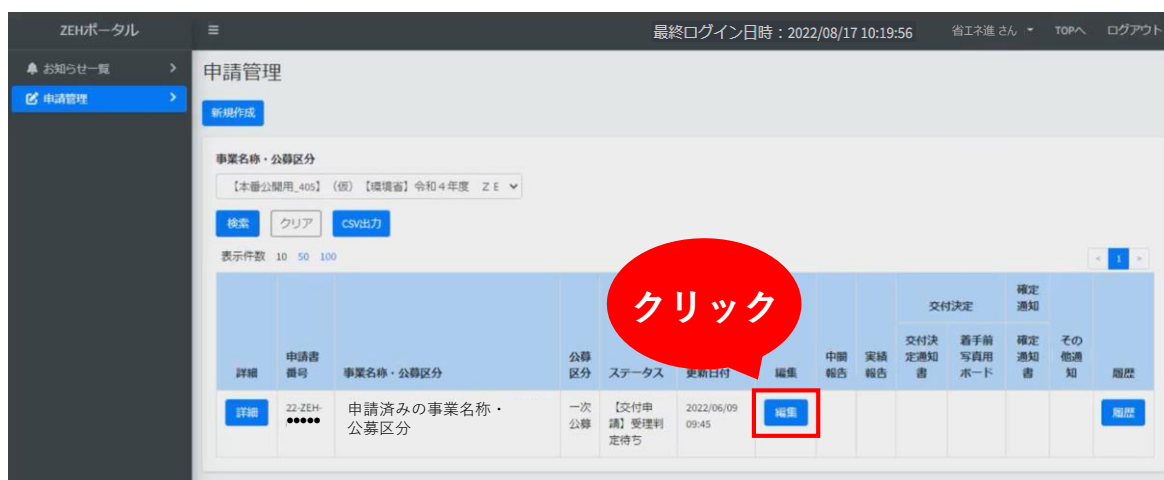 ZEHポータル
最終ログイン日時：2022/08/17 10:19:56 省エネ進 さん TOPへ ログアウト
お知らせ一覧
申請管理
申請管理
新規作成
事業名称・公募区分
【本番公開用_405】（仮）【環境省】令和４年度 ＺＥ
検索 クリア CSV出力
表示件数 10 50 100
< 1 >
クリック
詳細
申請書
番号
事業名称・公募区分
公募
区分
ステータス
更新日付
編集
中間
報告
実績
報告
交付決定
交付決
定通知
書
着手前
写真用
ボード
確定
通知
確定
通知
書
その
他通
知
履歴
詳細
22-ZEH-
●●●●●
申請済みの事業名称・
公募区分
一次
公募
【交付申
請】受理判
定待ち
2022/06/09
09:45
編集
履歴